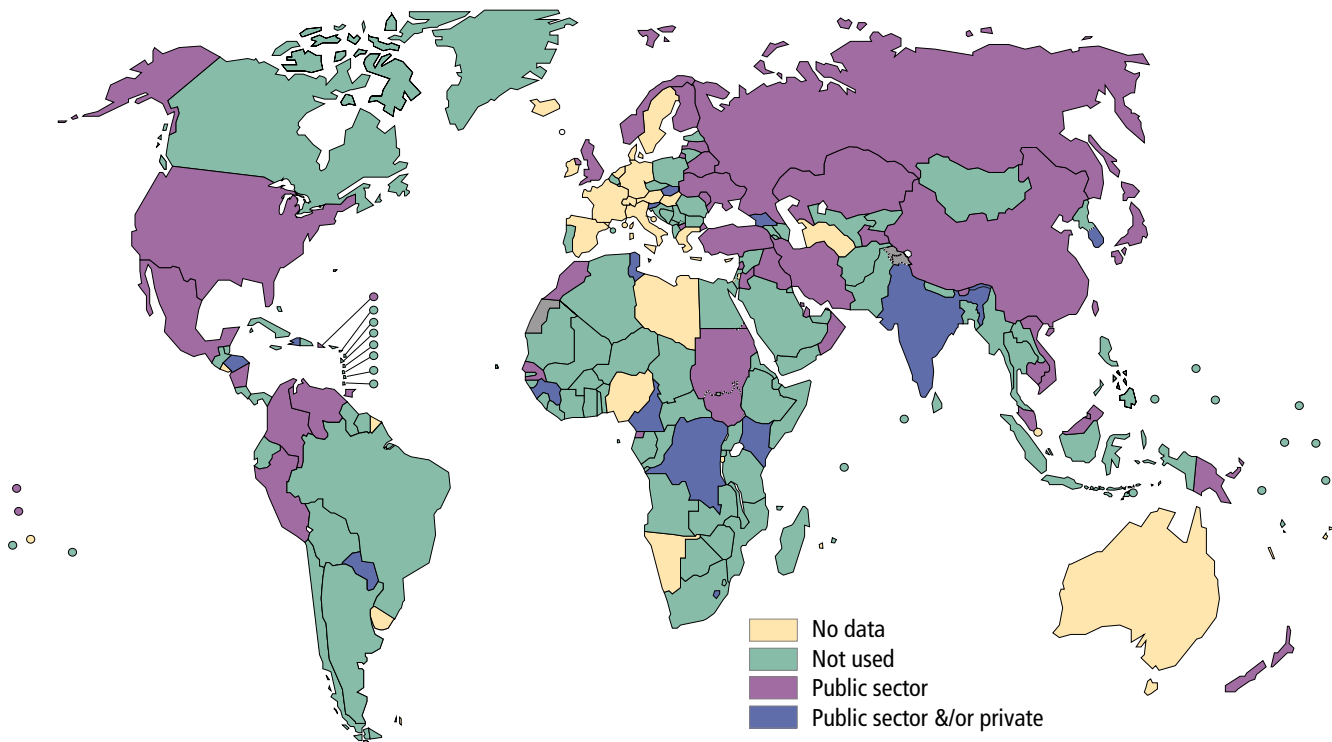 No data
Not used
Public sector
Public sector &/or private